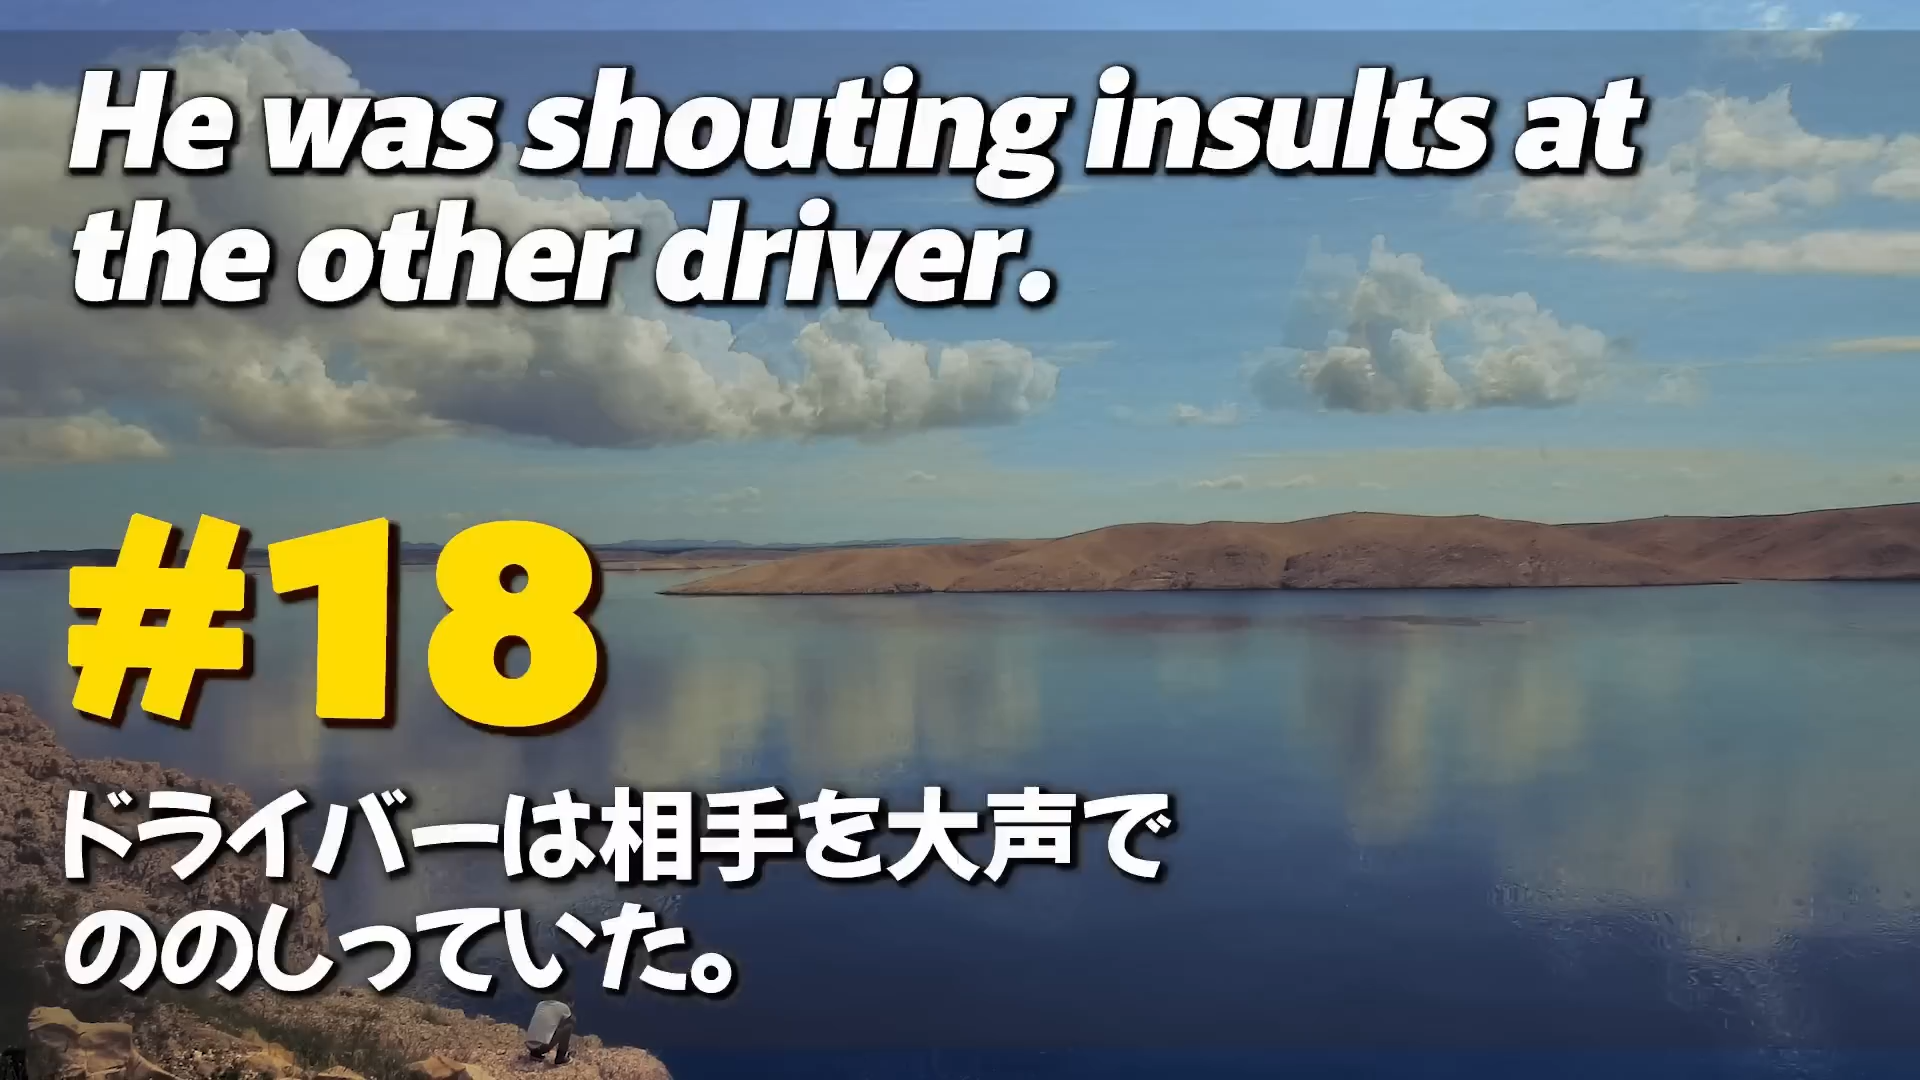 He was shouting insults at
the other driver.
#18
ドライバーは相手を大声で
ののしっていた。